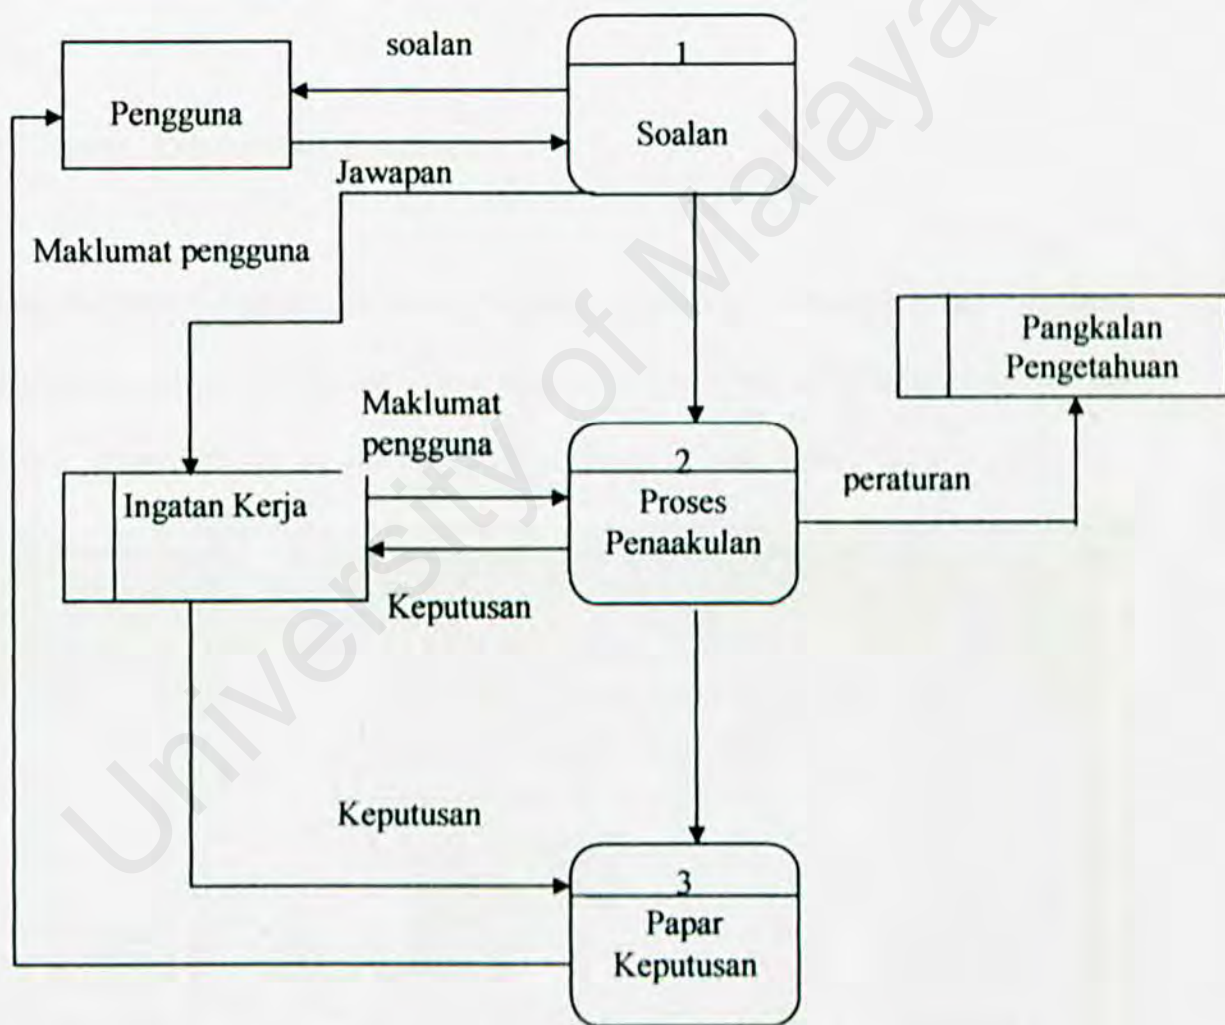 soalan
1
Pengguna
Soalan
Jawapan
Maklumat pengguna
Pangkalan
Pengetahuan
Maklumat
pengguna
2
Ingatan Kerja
Proses
Penaakulan
peraturan
Keputusan
Keputusan
3
Papar
Keputusan
University of Malaya